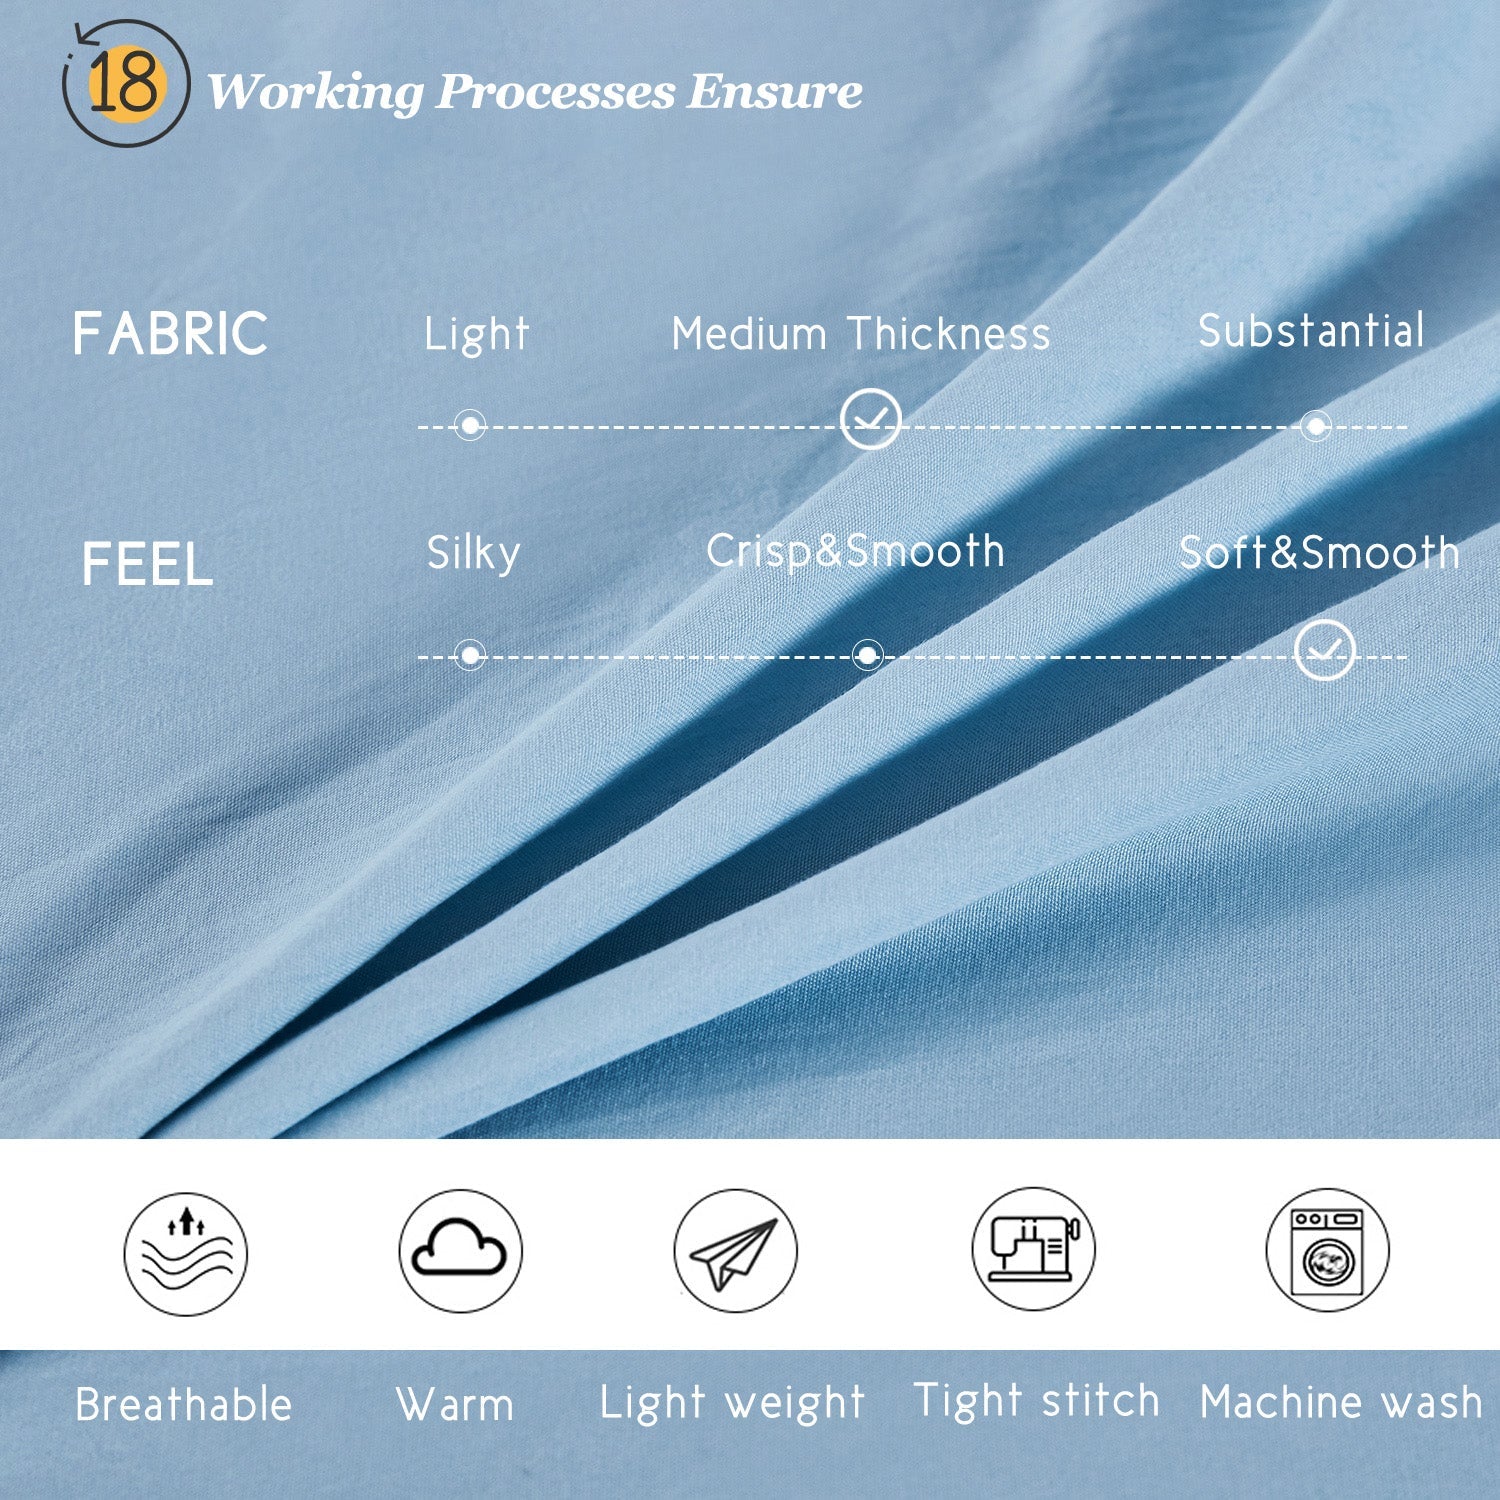 18 Working Processes Ensure
FABRIC Light Medium Thickness Substantial
FEEL Silky Crisp&Smooth Soft&Smooth
Breathable Warm Light weight Tight stitch Machine wash